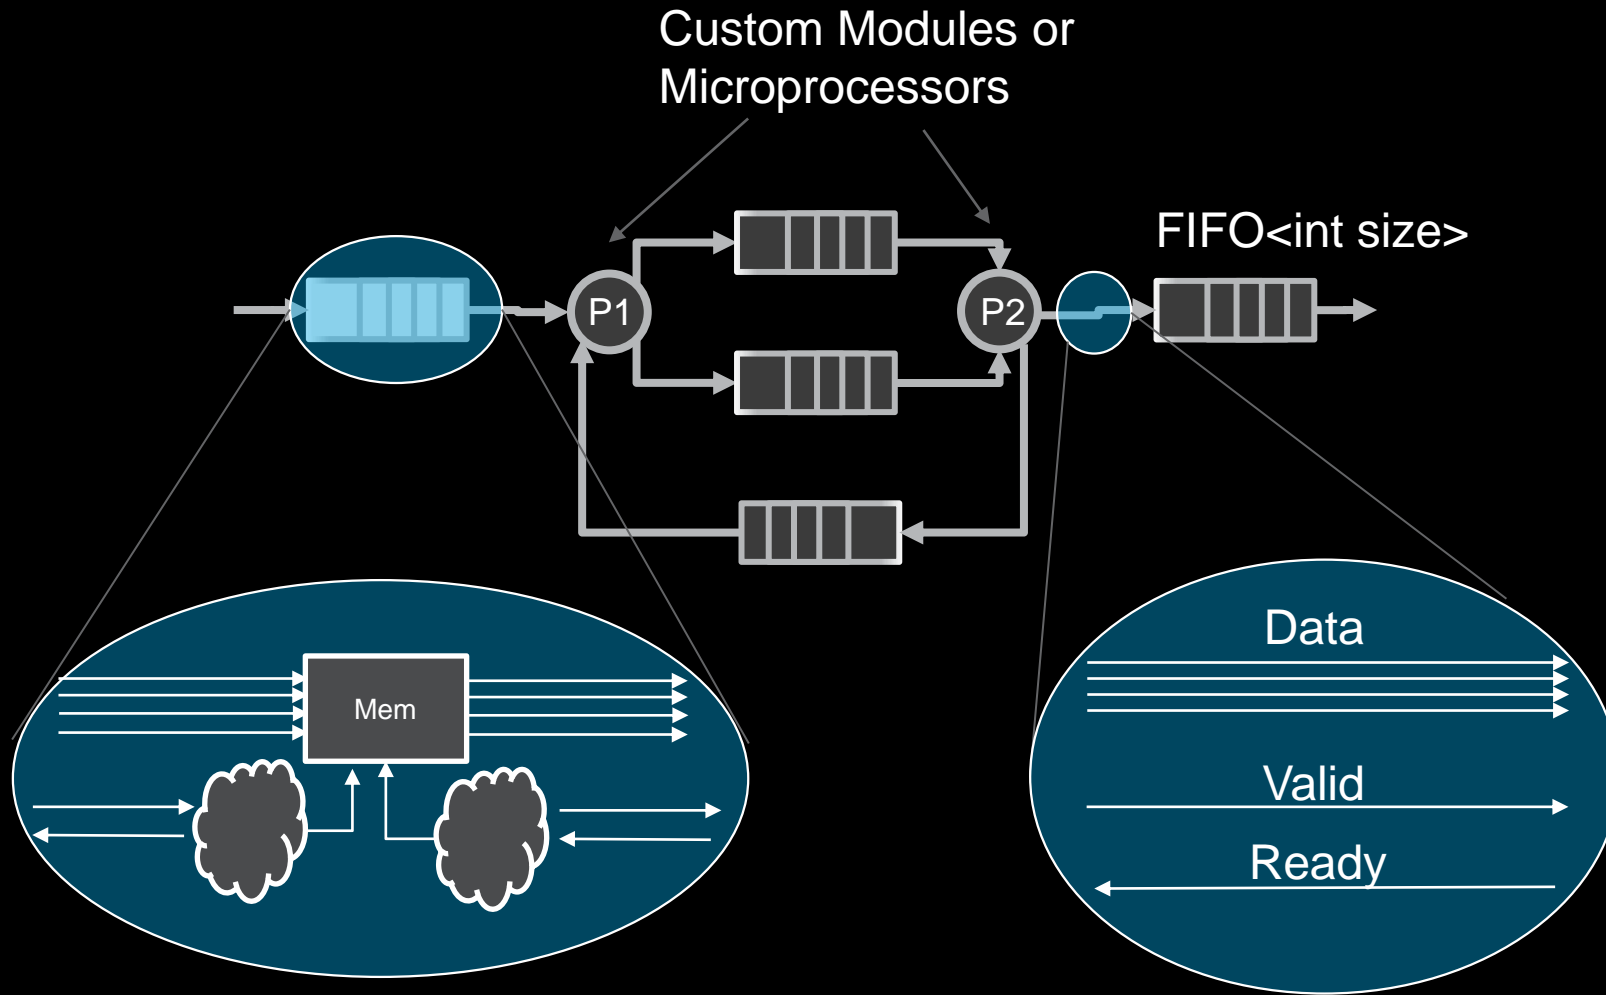 Custom Modules or
Microprocessors
FIFO<int size>
P1
P2
Data
Mem
Valid
Ready